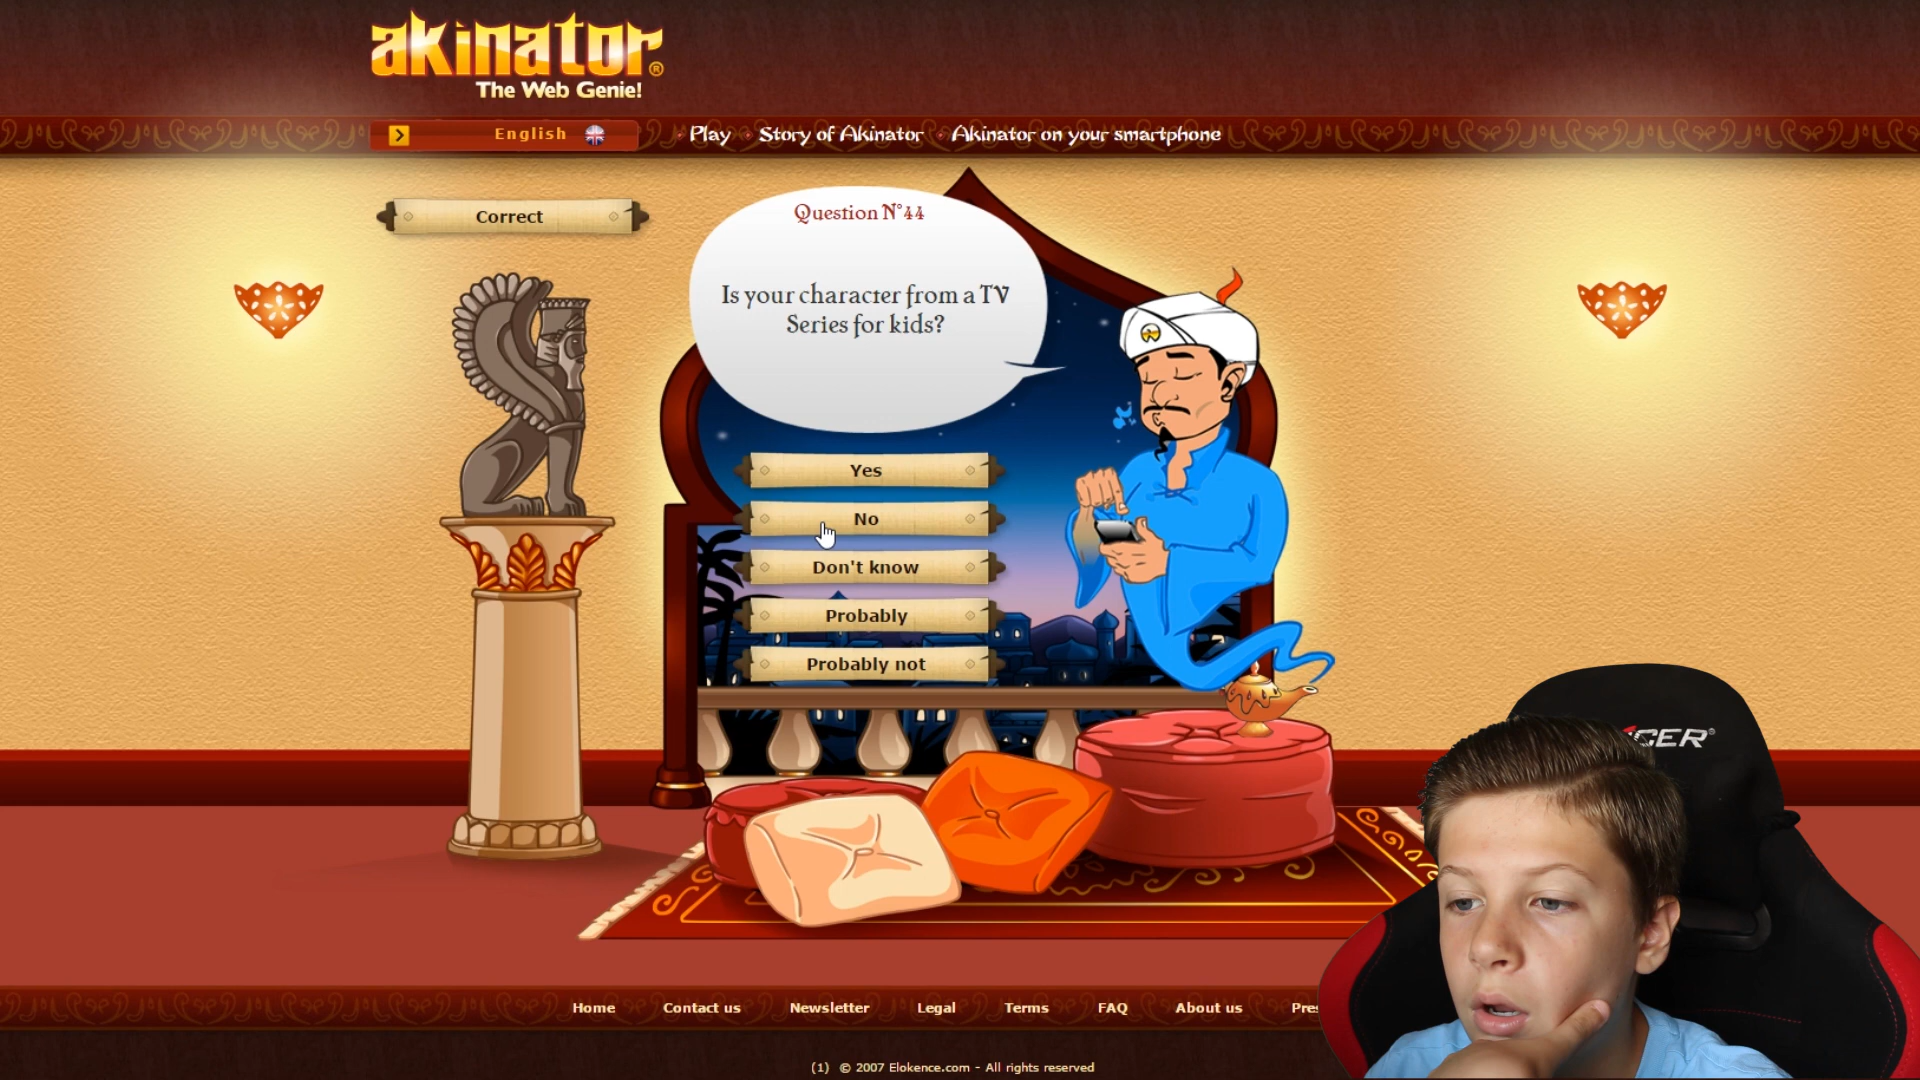 akinator®
The Web Genie!
English
Play
Story of Akinator
Akinator on your smartphone
Correct
Question N°44
Is your character from a TV
Series for kids?
Yes
No
Don't know
Probably
Probably not
Home
Contact us
Newsletter
Legal
Terms
FAQ
About us
(1) © 2007 Elokence.com - All rights reserved